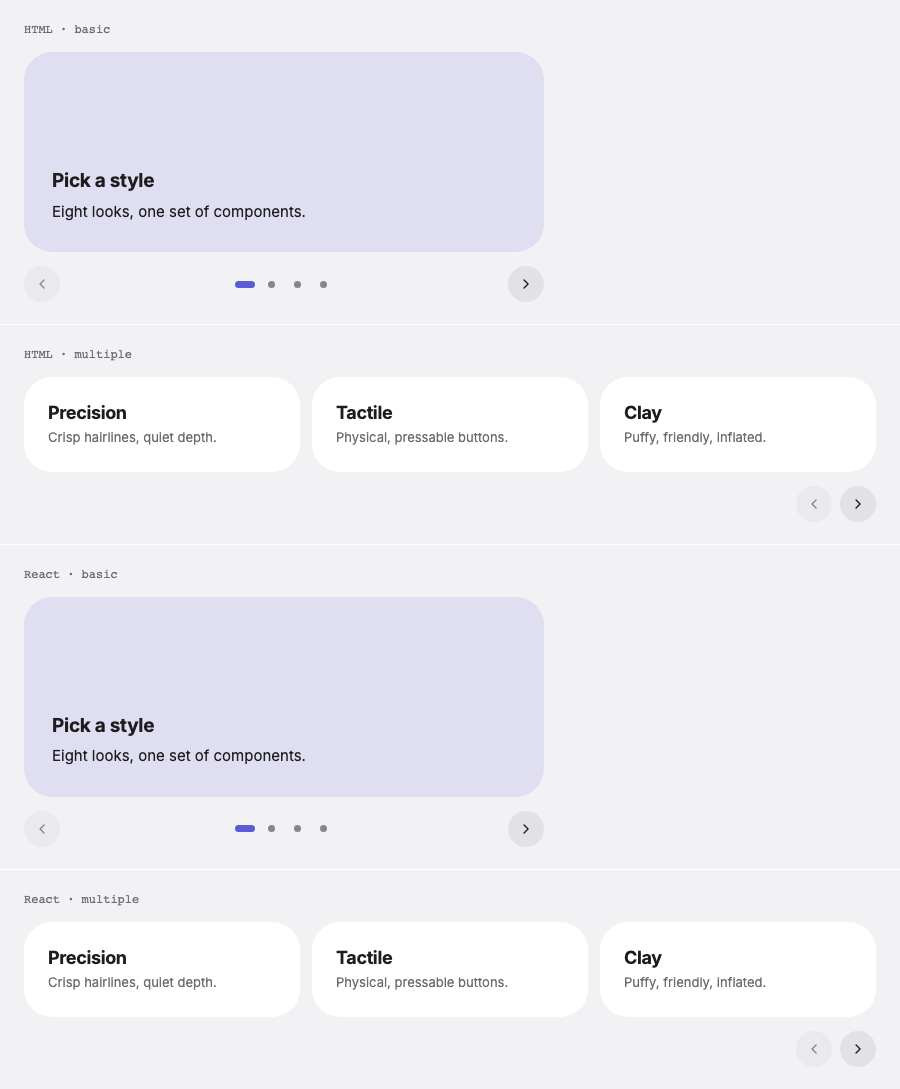 HTML · basic
Pick a style
Eight looks, one set of components.
HTML · multiple
Precision
Crisp hairlines, quiet depth.
Tactile
Physical, pressable buttons.
Clay
Puffy, friendly, inflated.
React · basic
Pick a style
Eight looks, one set of components.
React · multiple
Precision
Crisp hairlines, quiet depth.
Tactile
Physical, pressable buttons.
Clay
Puffy, friendly, inflated.